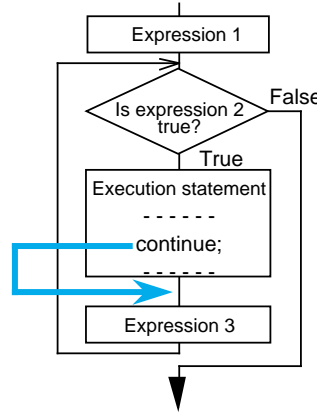 Expression 1
Is expression 2
true?
False
True
Execution statement
- - - - - -
continue;
- - - - - -
Expression 3